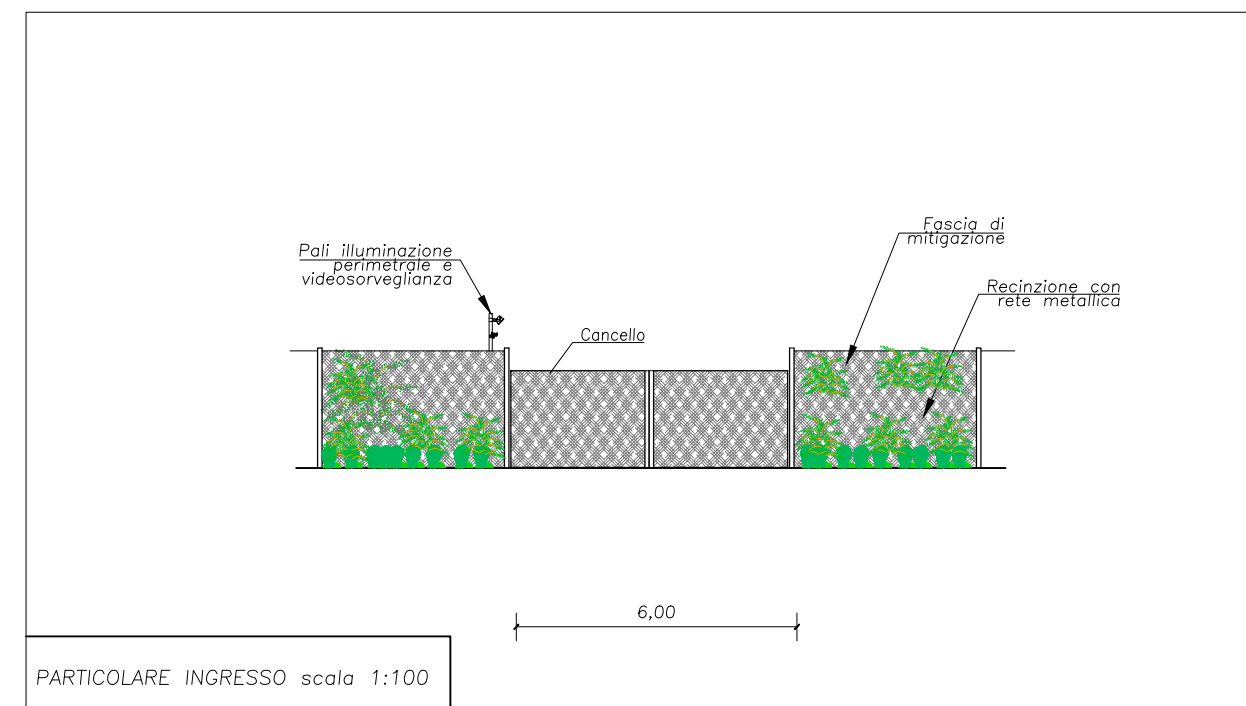 Fascia di
mitigazione
Pali illuminazione
perimetrale e
videosorveglianza
Recinzione con
rete metallica
Cancello
6,00
PARTICOLARE INGRESSO scala 1:100